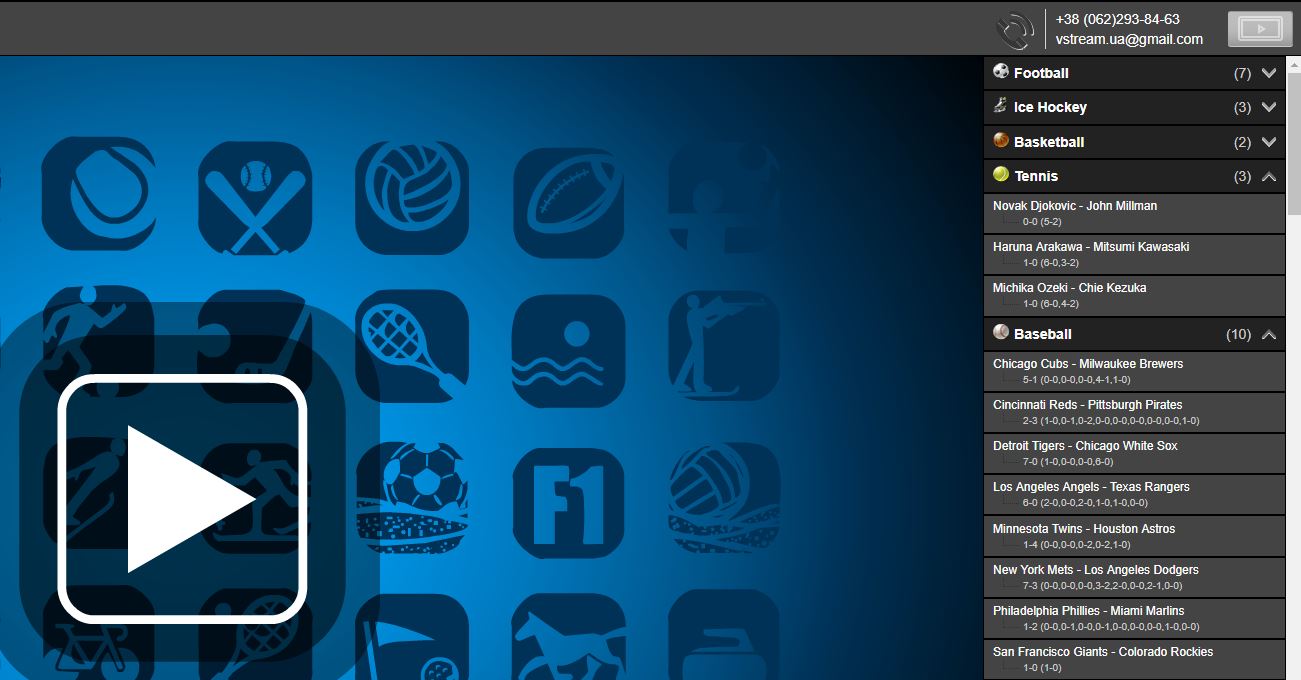 +38 (062)293-84-63
vstream.ua@gmail.com
Football (7)
Ice Hockey (3)
Basketball (2)
Tennis (3)
Novak Djokovic - John Millman
0-0 (5-2)
Haruna Arakawa - Mitsumi Kawasaki
1-0 (6-0,3-2)
Michika Ozeki - Chie Kezuka
1-0 (6-0,4-2)
Baseball (10)
Chicago Cubs - Milwaukee Brewers
5-1 (0-0,0-0,0-0,4-1,1-0)
Cincinnati Reds - Pittsburgh Pirates
2-3 (1-0,0-1,0-2,0-0,0-0,0-0,0-0,0-0,1-0)
Detroit Tigers - Chicago White Sox
7-0 (1-0,0-0,0-0,6-0)
Los Angeles Angels - Texas Rangers
6-0 (2-0,0-0,2-0,1-0,1-0,0-0)
Minnesota Twins - Houston Astros
1-4 (0-0,0-0,0-2,0-2,1-0)
New York Mets - Los Angeles Dodgers
7-3 (0-0,0-0,0-0,3-2,2-0,0-0,2-1,0-0)
Philadelphia Phillies - Miami Marlins
1-2 (0-0,0-1,0-0,0-1,0-0,0-0,0-0,1-0,0-0)
San Francisco Giants - Colorado Rockies
1-0 (1-0)
F1